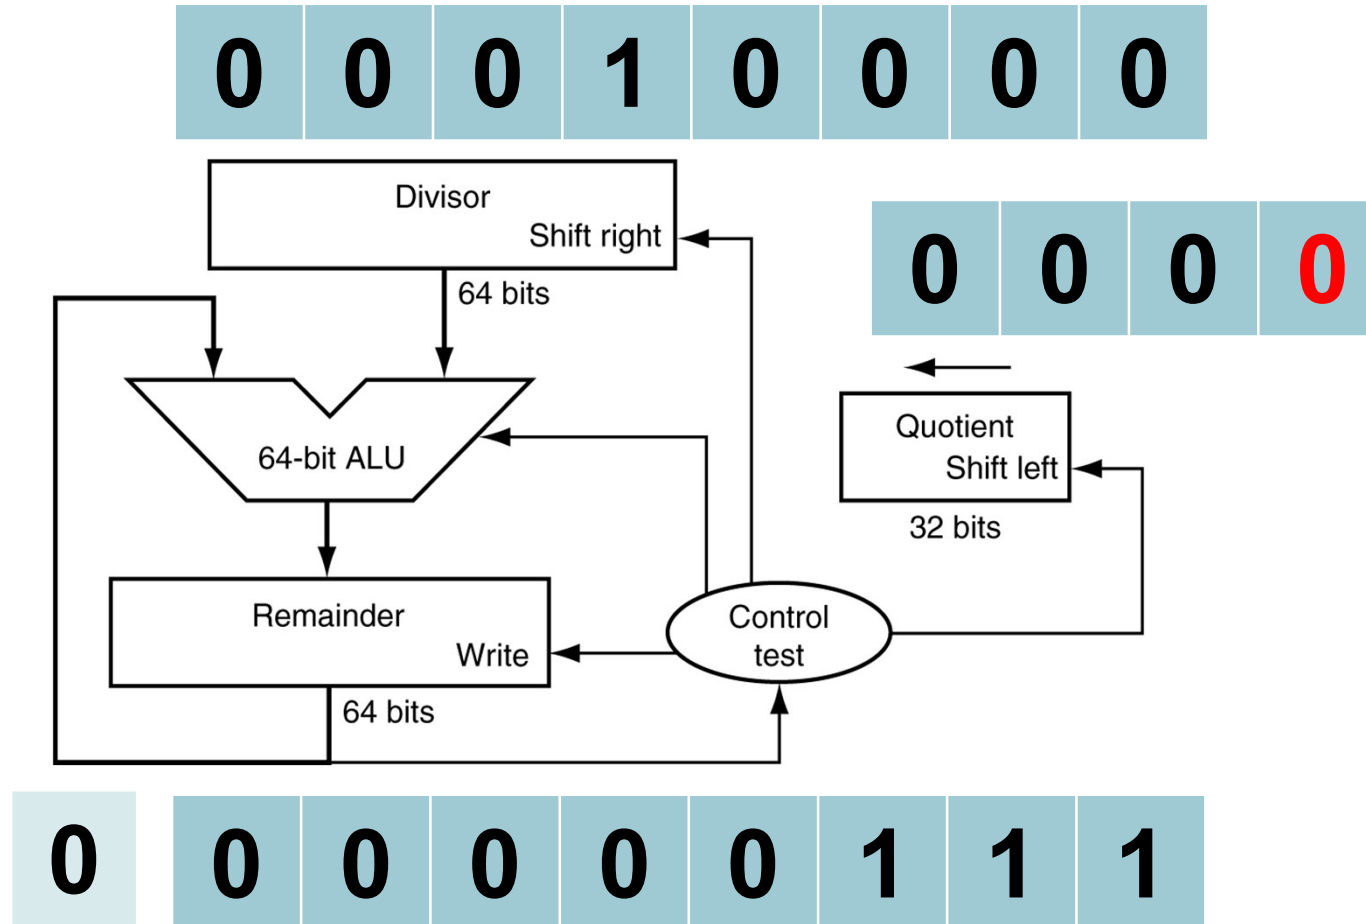 0 0 0 1 0 0 0 0
Divisor
Shift right
0 0 0 0
64 bits
Quotient
64-bit ALU
Shift left
32 bits
Remainder
Control
test
Write
64 bits
0 0 0 0 0 0 1 1 1